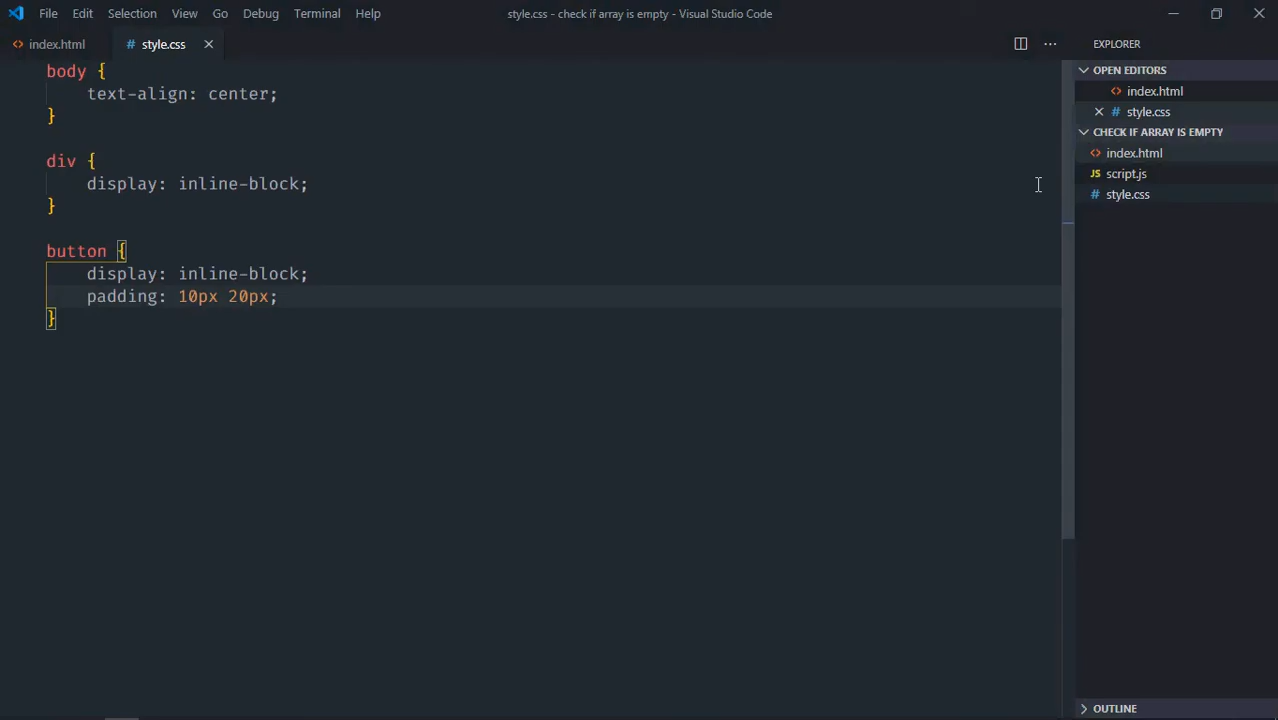 File Edit Selection View Go Debug Terminal Help
style.css - check if array is empty - Visual Studio Code
index.html
style.css
body {
    text-align: center;
}
div {
    display: inline-block;
}
button {
    display: inline-block;
    padding: 10px 20px;
}
EXPLORER
OPEN EDITORS
index.html
# style.css
CHECK IF ARRAY IS EMPTY
index.html
JS script.js
# style.css
OUTLINE